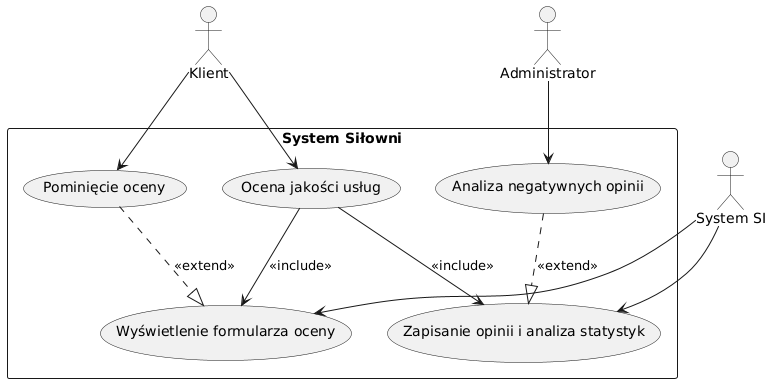 Klient
Administrator
System Siłowni
Pominięcie oceny
Ocena jakości usług
Analiza negatywnych opinii
System SI
«extend»
«include»
«include»
«extend»
Wyświetlenie formularza oceny
Zapisanie opinii i analiza statystyk